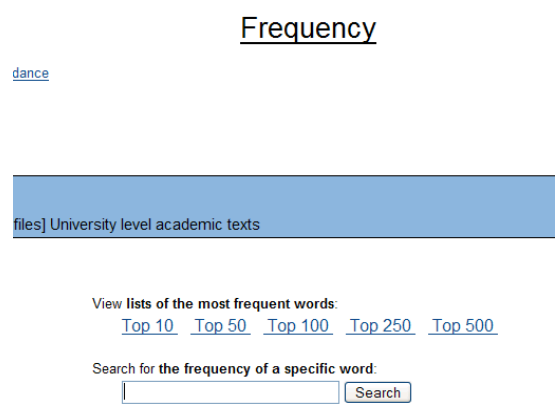 Frequency
dance
files] University level academic texts
View lists of the most frequent words:
Top 10 Top 50 Top 100 Top 250 Top 500
Search for the frequency of a specific word:
Search